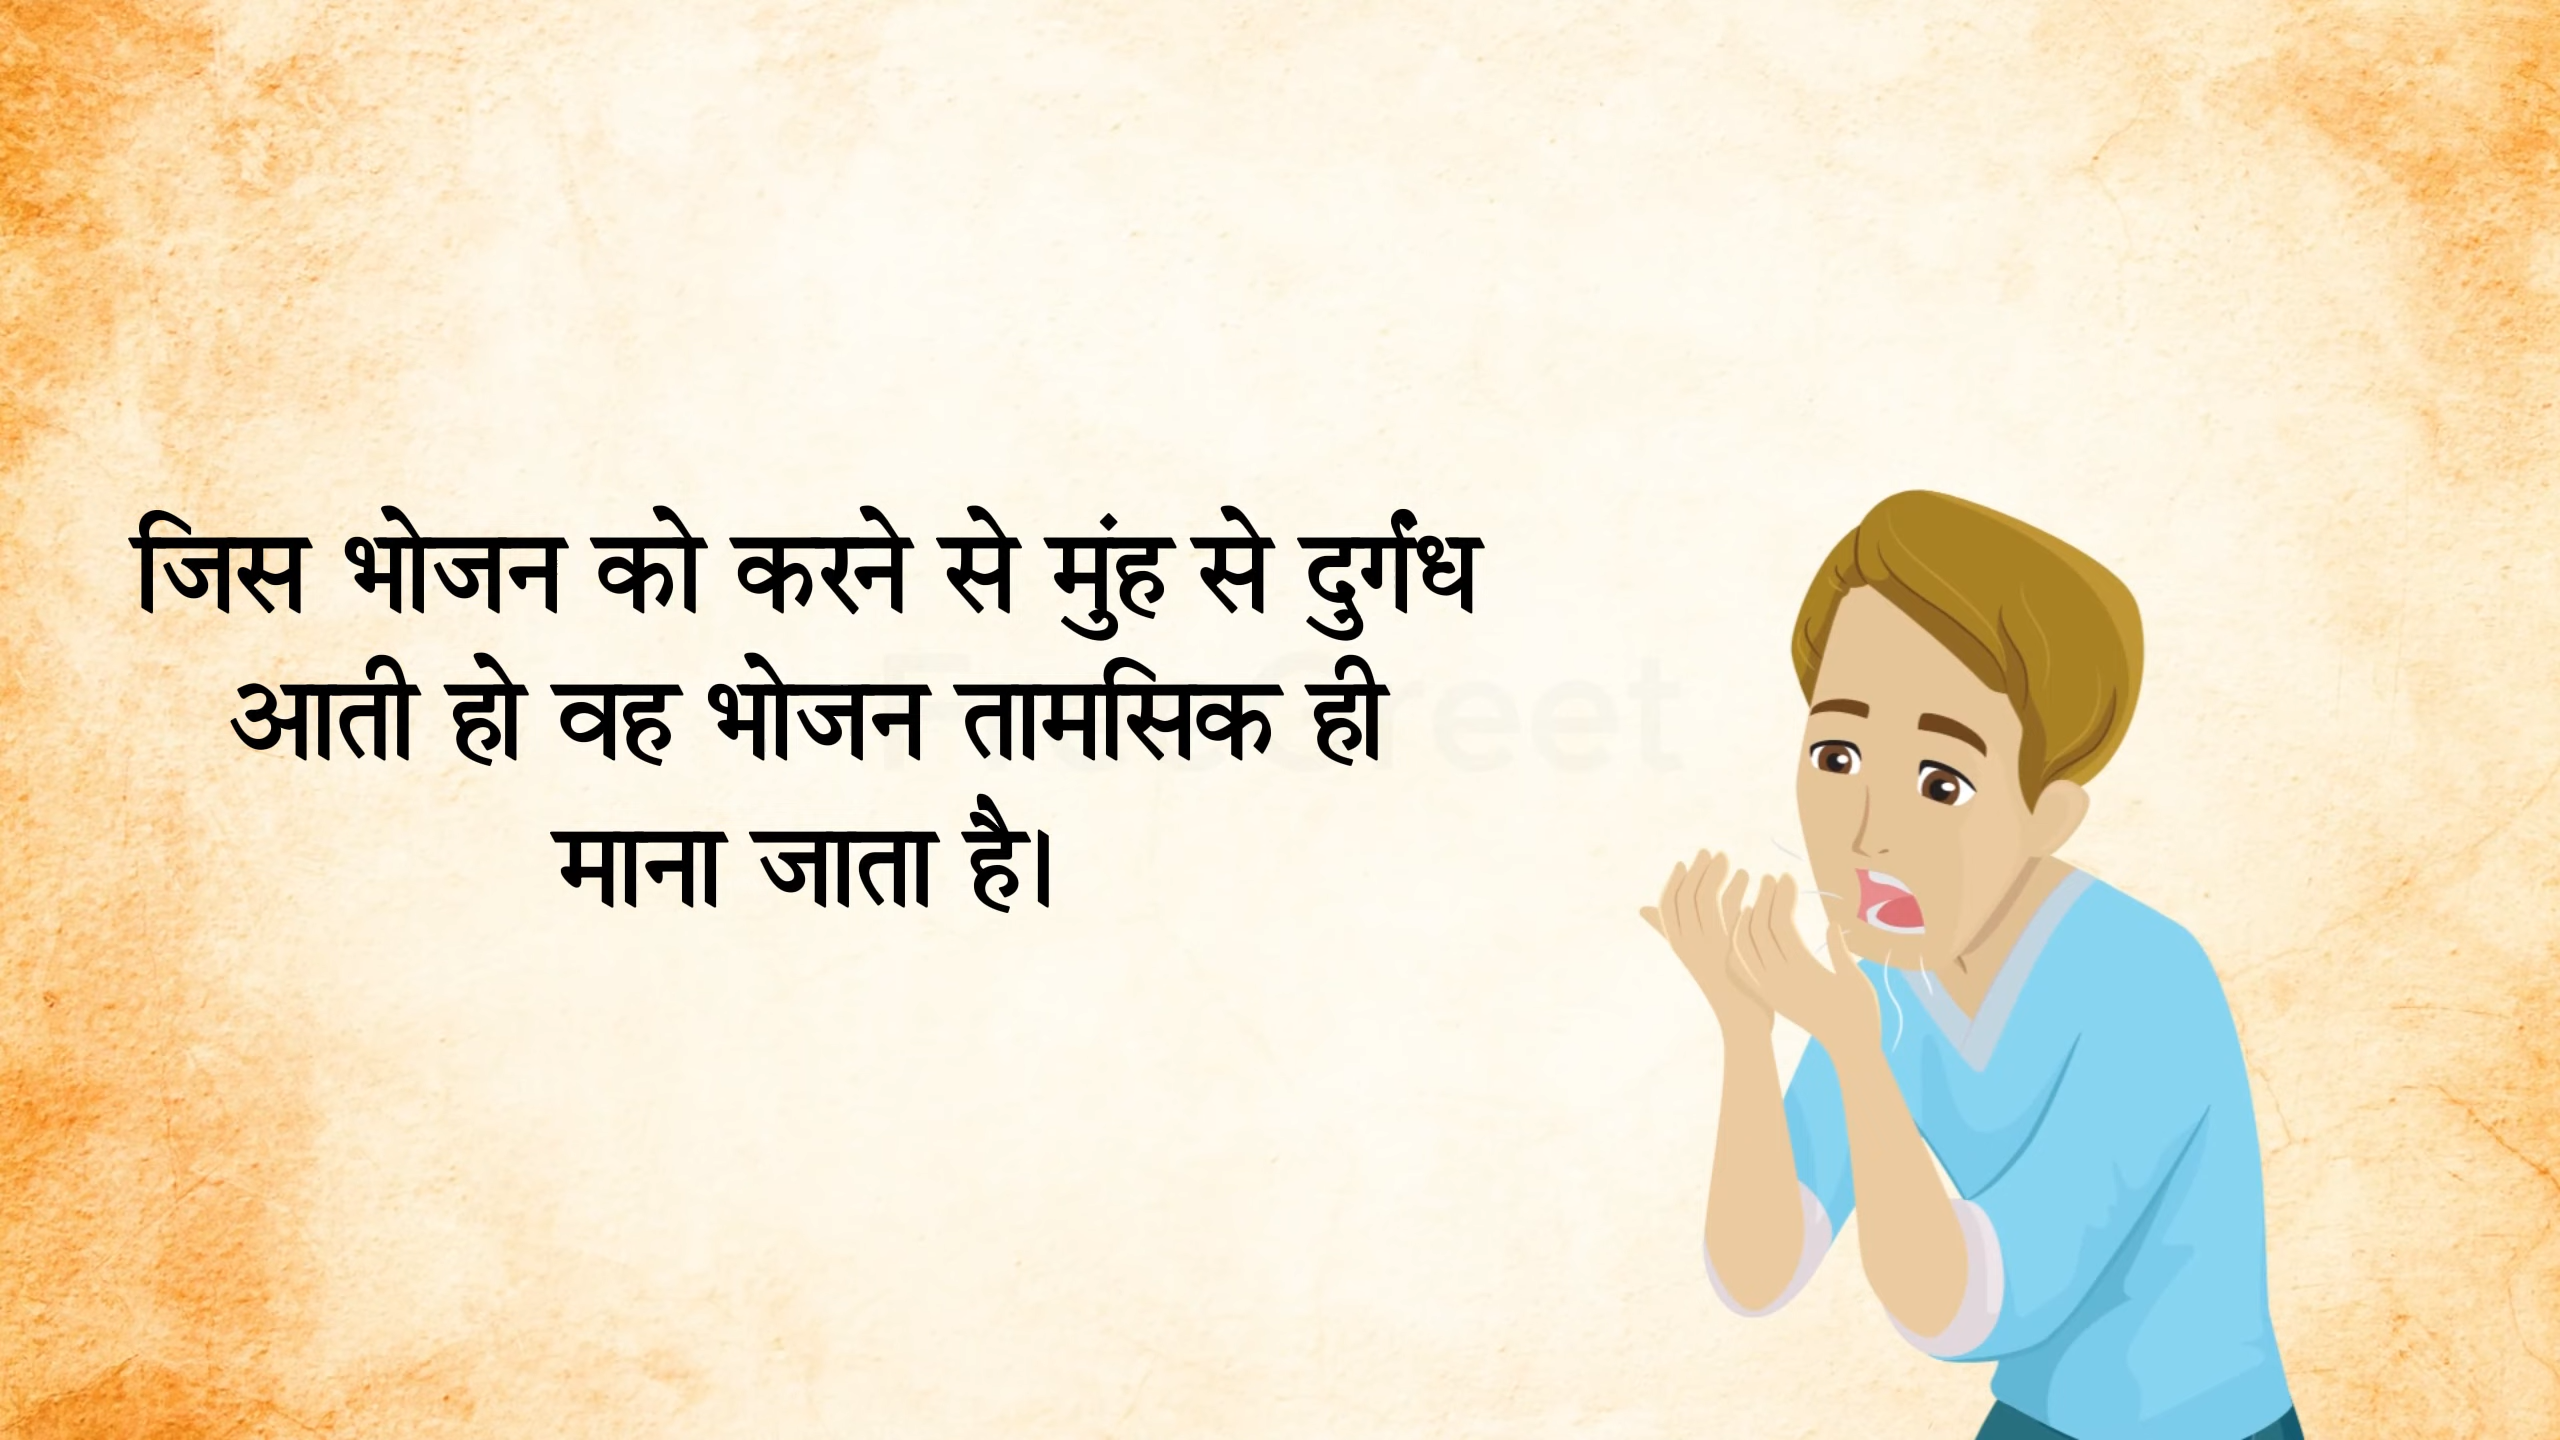 जिस भोजन को करने से मुंह से दुर्गंध
आती हो वह भोजन तामसिक ही
माना जाता है।